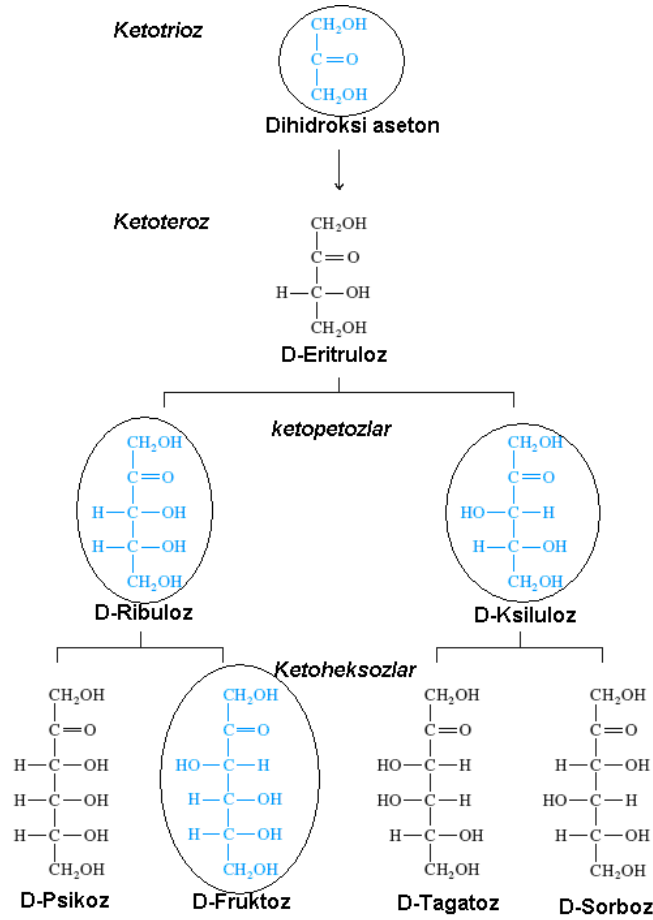 Ketotrioz
CH2OH
C=O
CH2OH
Dihidroksi aseton
Ketoteroz
CH2OH
C=O
H—C—OH
CH2OH
D-Eritruloz
ketopetozlar
CH2OH
C=O
H—C—OH
H—C—OH
CH2OH
D-Ribuloz
CH2OH
C=O
HO—C—H
H—C—OH
CH2OH
D-Ksiluloz
Ketoheksozlar
CH2OH
C=O
H—C—OH
H—C—OH
H—C—OH
CH2OH
D-Psikoz
CH2OH
C=O
HO—C—H
H—C—OH
H—C—OH
CH2OH
D-Fruktoz
CH2OH
C=O
HO—C—H
HO—C—H
H—C—OH
CH2OH
D-Tagatoz
CH2OH
C=O
H—C—OH
HO—C—H
H—C—OH
CH2OH
D-Sorboz